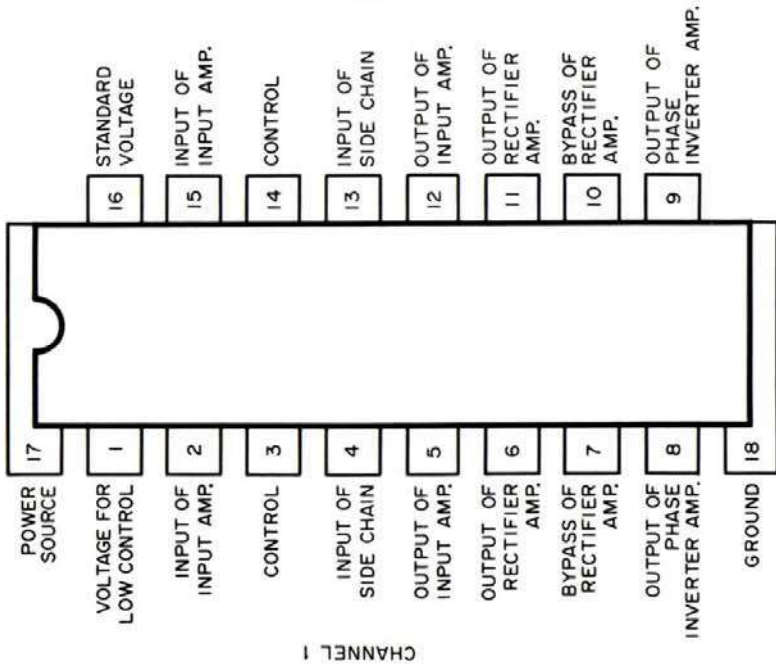 17
POWER
SOURCE
1
VOLTAGE FOR
LOW CONTROL
2
INPUT OF
INPUT AMP.
3
CONTROL
4
INPUT OF
SIDE CHAIN
5
OUTPUT OF
INPUT AMP.
6
OUTPUT OF
RECTIFIER
AMP.
7
BYPASS OF
RECTIFIER
AMP.
8
OUTPUT OF
PHASE
INVERTER AMP.
18
GROUND
CHANNEL 1
16
STANDARD
VOLTAGE
15
INPUT OF
INPUT AMP.
14
CONTROL
13
INPUT OF
SIDE CHAIN
12
OUTPUT OF
INPUT AMP.
11
OUTPUT OF
RECTIFIER
AMP.
10
BYPASS OF
RECTIFIER
AMP.
9
OUTPUT OF
PHASE
INVERTER AMP.